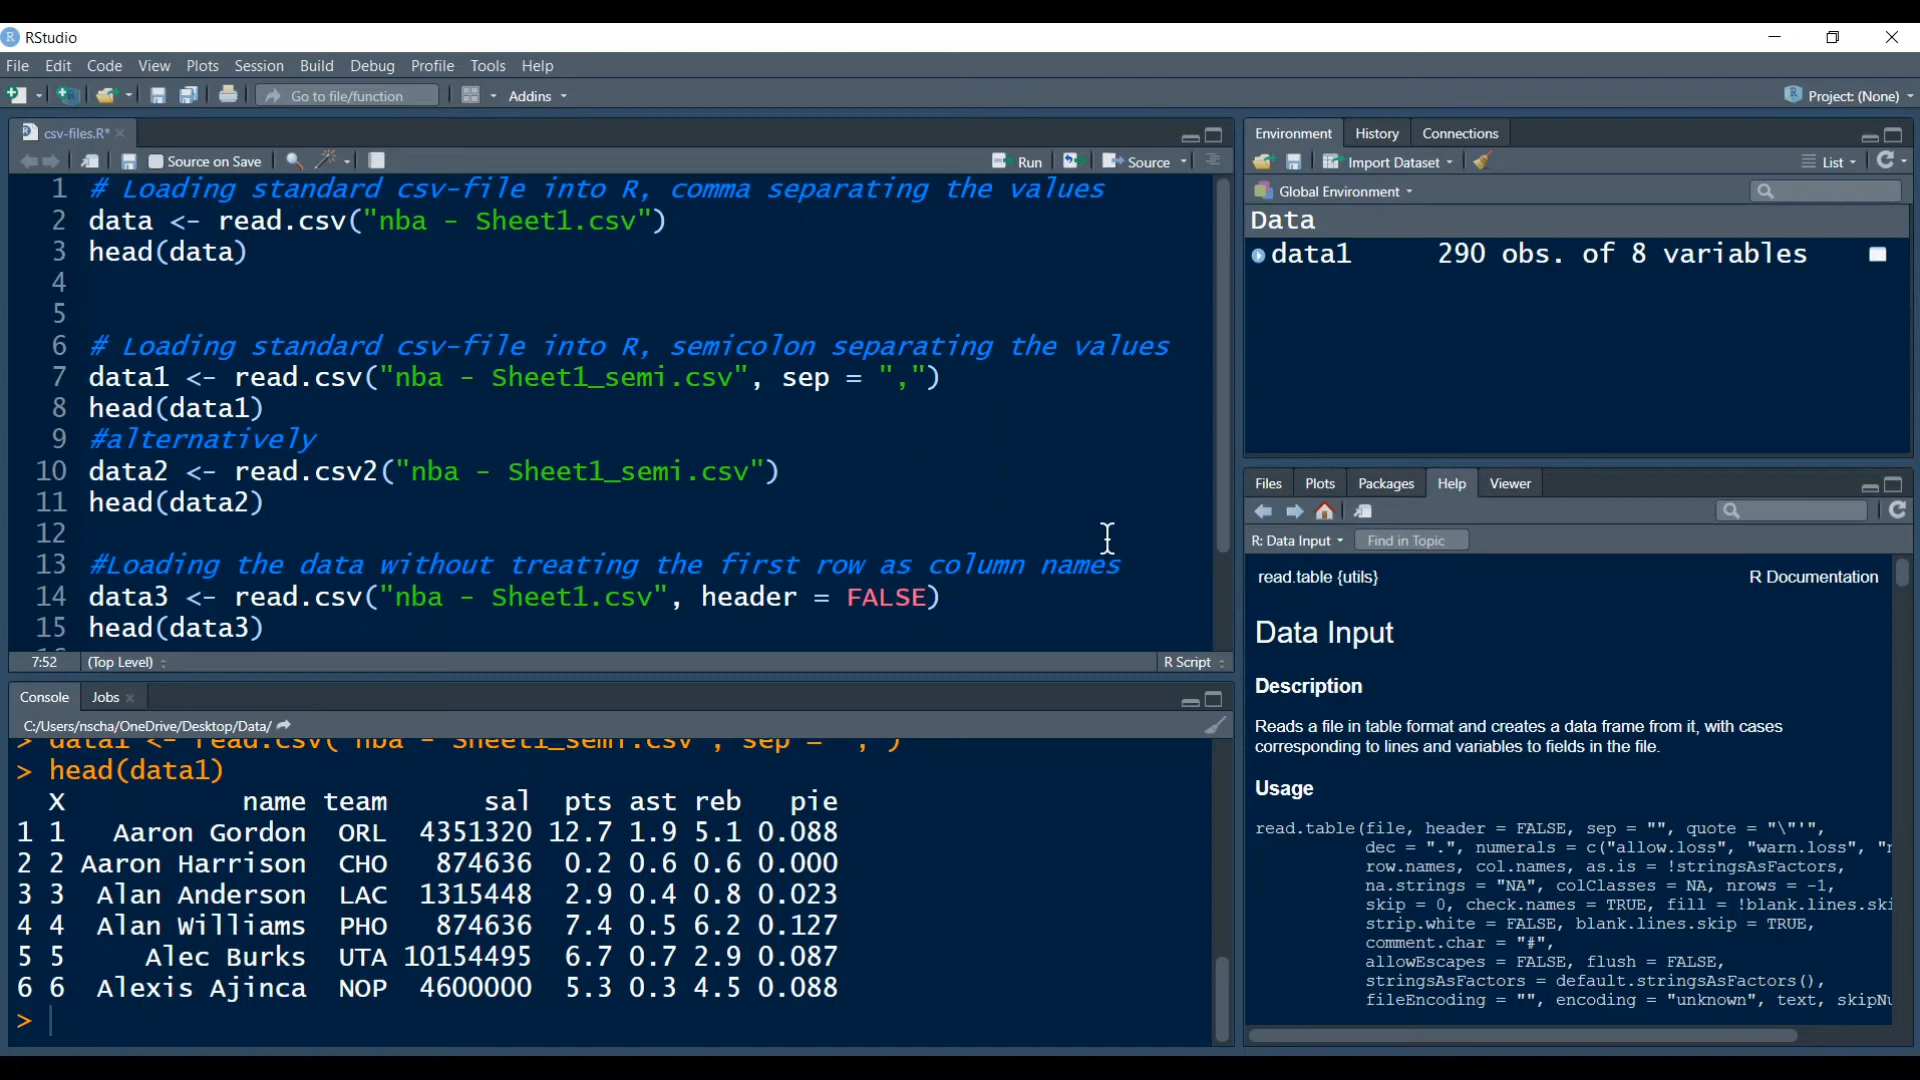 RStudio
File Edit Code View Plots Session Build Debug Profile Tools Help
Go to file/function Addins Project: (None)
csv-files.R*
Source on Save Run Source
1 # Loading standard csv-file into R, comma separating the values
2 data <- read.csv("nba - Sheet1.csv")
3 head(data)
4
5
6 # Loading standard csv-file into R, semicolon separating the values
7 data1 <- read.csv("nba - Sheet1_semi.csv", sep = ",")
8 head(data1)
9 #alternatively
10 data2 <- read.csv2("nba - Sheet1_semi.csv")
11 head(data2)
12
13 #Loading the data without treating the first row as column names
14 data3 <- read.csv("nba - Sheet1.csv", header = FALSE)
15 head(data3)
7:52 (Top Level) R Script
Console Jobs
C:/Users/nscha/OneDrive/Desktop/Data/
> data1 <- read.csv("nba - Sheet1_semi.csv", sep = ",")
> head(data1)
X name team sal pts ast reb pie
1 1 Aaron Gordon ORL 4351320 12.7 1.9 5.1 0.088
2 2 Aaron Harrison CHO 874636 0.2 0.6 0.6 0.000
3 3 Alan Anderson LAC 1315448 2.9 0.4 0.8 0.023
4 4 Alan Williams PHO 874636 7.4 0.5 6.2 0.127
5 5 Alec Burks UTA 10154495 6.7 0.7 2.9 0.087
6 6 Alexis Ajinca NOP 4600000 5.3 0.3 4.5 0.088
>
Environment History Connections
Import Dataset List
Global Environment
Data
data1 290 obs. of 8 variables
Files Plots Packages Help Viewer
R: Data Input Find in Topic
read.table {utils} R Documentation
Data Input
Description
Reads a file in table format and creates a data frame from it, with cases
corresponding to lines and variables to fields in the file.
Usage
read.table(file, header = FALSE, sep = "", quote = "\"'",
dec = ".", numerals = c("allow.loss", "warn.loss", "n
row.names, col.names, as.is = !stringsAsFactors,
na.strings = "NA", colClasses = NA, nrows = -1,
skip = 0, check.names = TRUE, fill = !blank.lines.ski
strip.white = FALSE, blank.lines.skip = TRUE,
comment.char = "#",
allowEscapes = FALSE, flush = FALSE,
stringsAsFactors = default.stringsAsFactors(),
fileEncoding = "", encoding = "unknown", text, skipNu